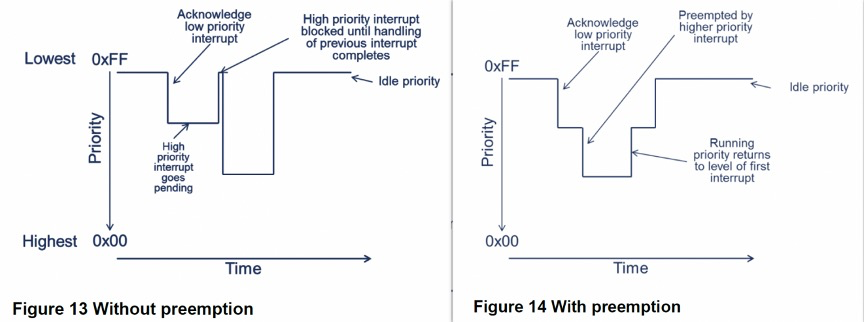 Acknowledge
low priority
interrupt
High priority interrupt
blocked until handling
of previous interrupt
completes
Lowest 0xFF
Idle priority
Priority
High
priority
interrupt
goes
pending
Highest 0x00
Time
Figure 13 Without preemption
Acknowledge
low priority
interrupt
Preempted by
higher priority
interrupt
0xFF
Idle priority
Priority
Running
priority returns
to level of first
interrupt
0x00
Time
Figure 14 With preemption